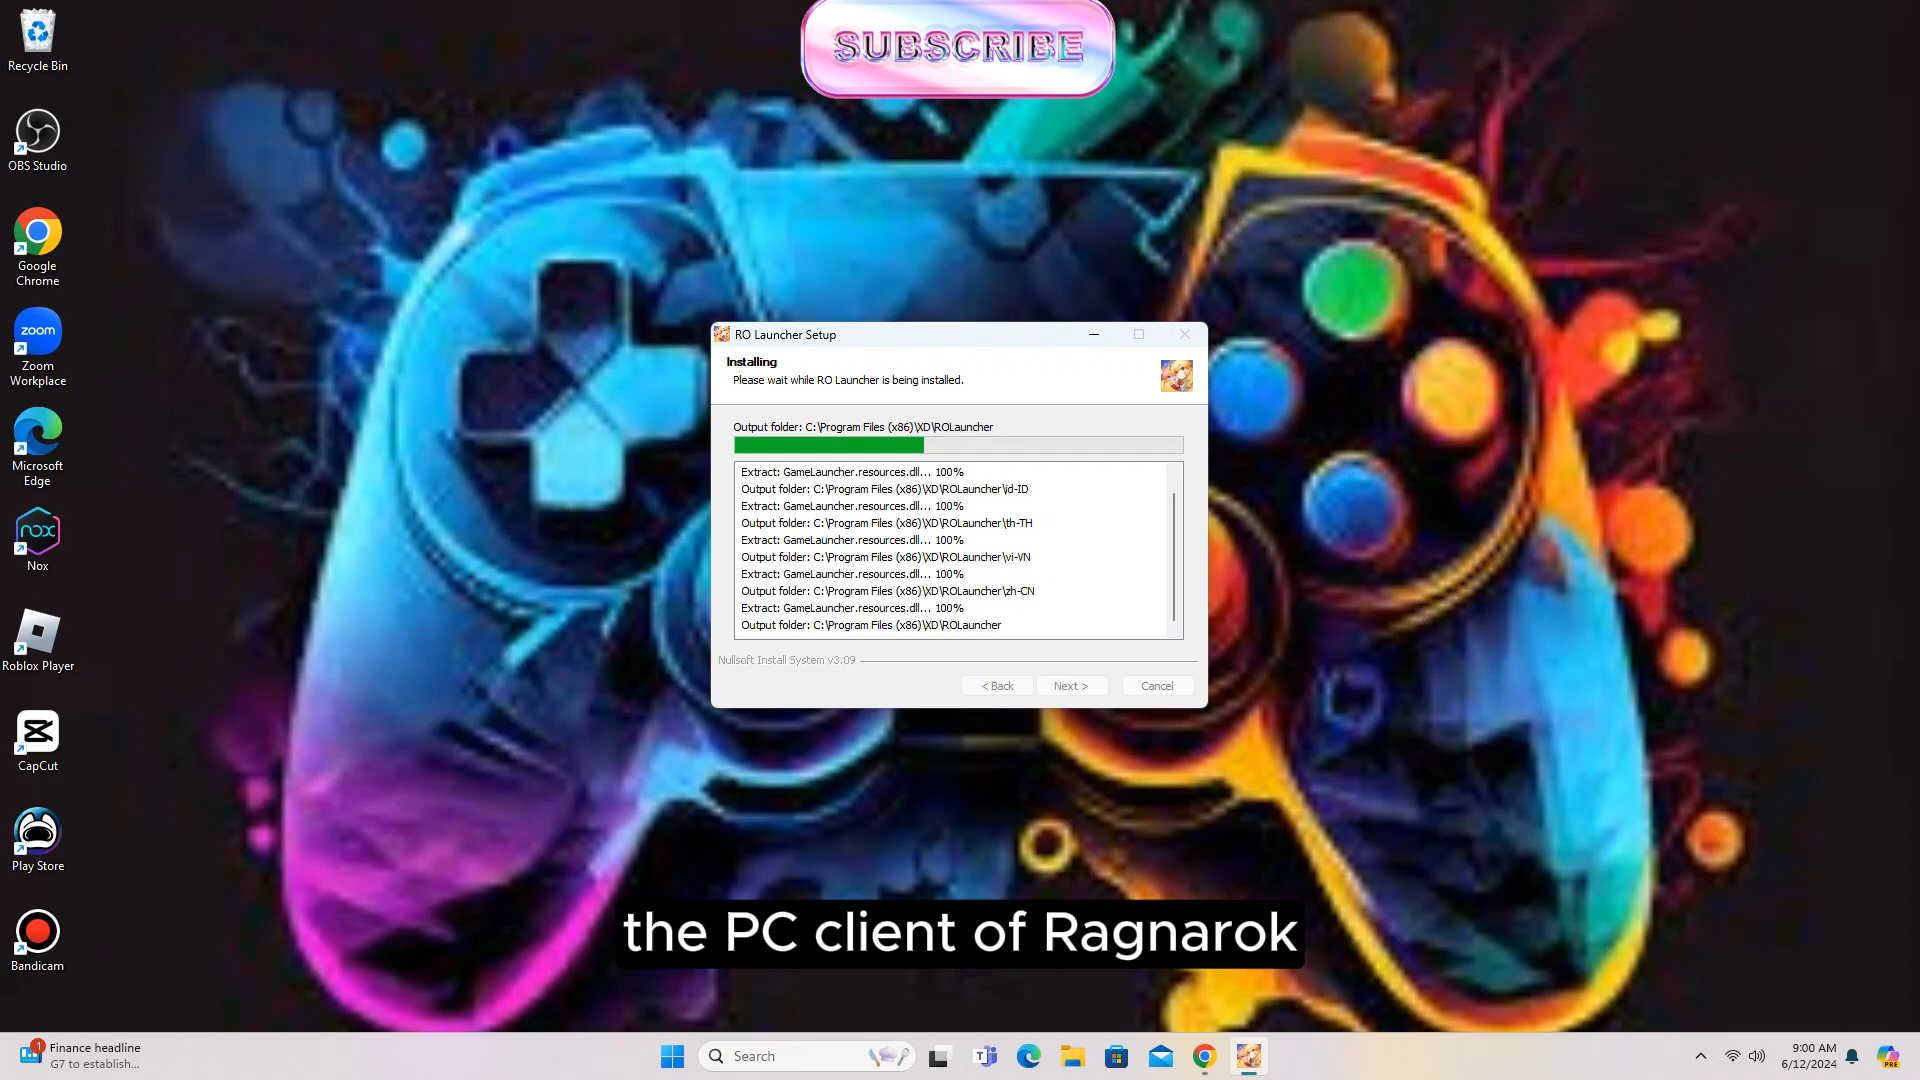 SUBSCRIBE
Recycle Bin
OBS Studio
Google
Chrome
zoom
Zoom
Workplace
Microsoft
Edge
nox
Nox
Roblox Player
CapCut
Play Store
Bandicam
RO Launcher Setup
Installing
Please wait while RO Launcher is being installed.
Output folder: C:\Program Files (x86)\XD\ROLauncher
Extract: GameLauncher.resources.dll... 100%
Output folder: C:\Program Files (x86)\XD\ROLauncher\id-ID
Extract: GameLauncher.resources.dll... 100%
Output folder: C:\Program Files (x86)\XD\ROLauncher\th-TH
Extract: GameLauncher.resources.dll... 100%
Output folder: C:\Program Files (x86)\XD\ROLauncher\vi-VN
Extract: GameLauncher.resources.dll... 100%
Output folder: C:\Program Files (x86)\XD\ROLauncher\zh-CN
Extract: GameLauncher.resources.dll... 100%
Output folder: C:\Program Files (x86)\XD\ROLauncher
Nullsoft Install System v3.09
< Back Next > Cancel
the PC client of Ragnarok
1
Finance headline
G7 to establish...
Search
9:00 AM
6/12/2024
PRE